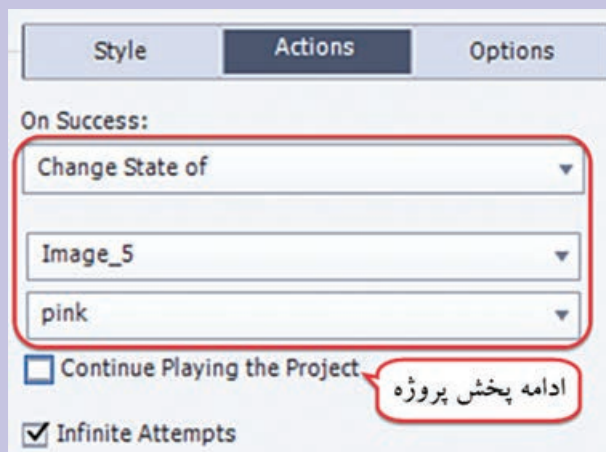 Style Actions Options
On Success:
Change State of
Image_5
pink
Continue Playing the Project
ادامه پخش پروژه
Infinite Attempts